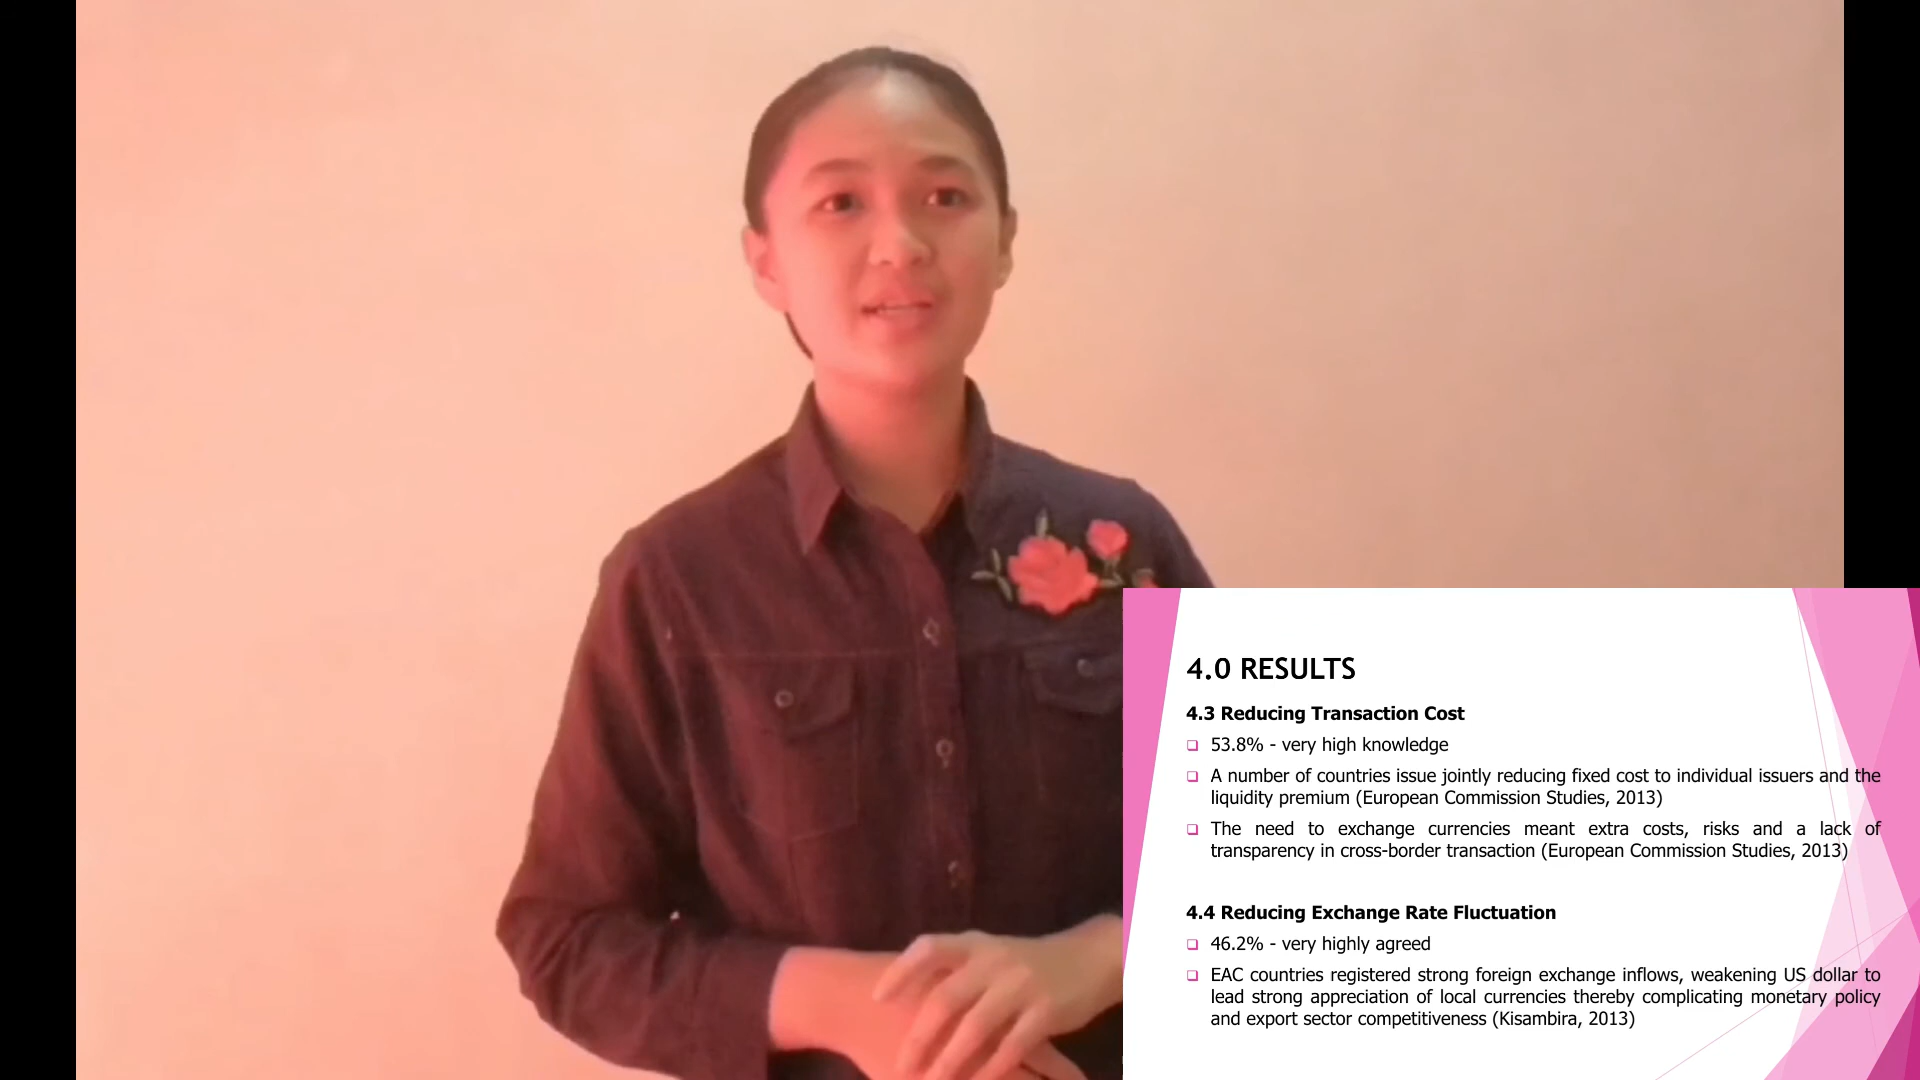 4.0 RESULTS
4.3 Reducing Transaction Cost
53.8% - very high knowledge
A number of countries issue jointly reducing fixed cost to individual issuers and the
liquidity premium (European Commission Studies, 2013)
The need to exchange currencies meant extra costs, risks and a lack of
transparency in cross-border transaction (European Commission Studies, 2013)
4.4 Reducing Exchange Rate Fluctuation
46.2% - very highly agreed
EAC countries registered strong foreign exchange inflows, weakening US dollar to
lead strong appreciation of local currencies thereby complicating monetary policy
and export sector competitiveness (Kisambira, 2013)